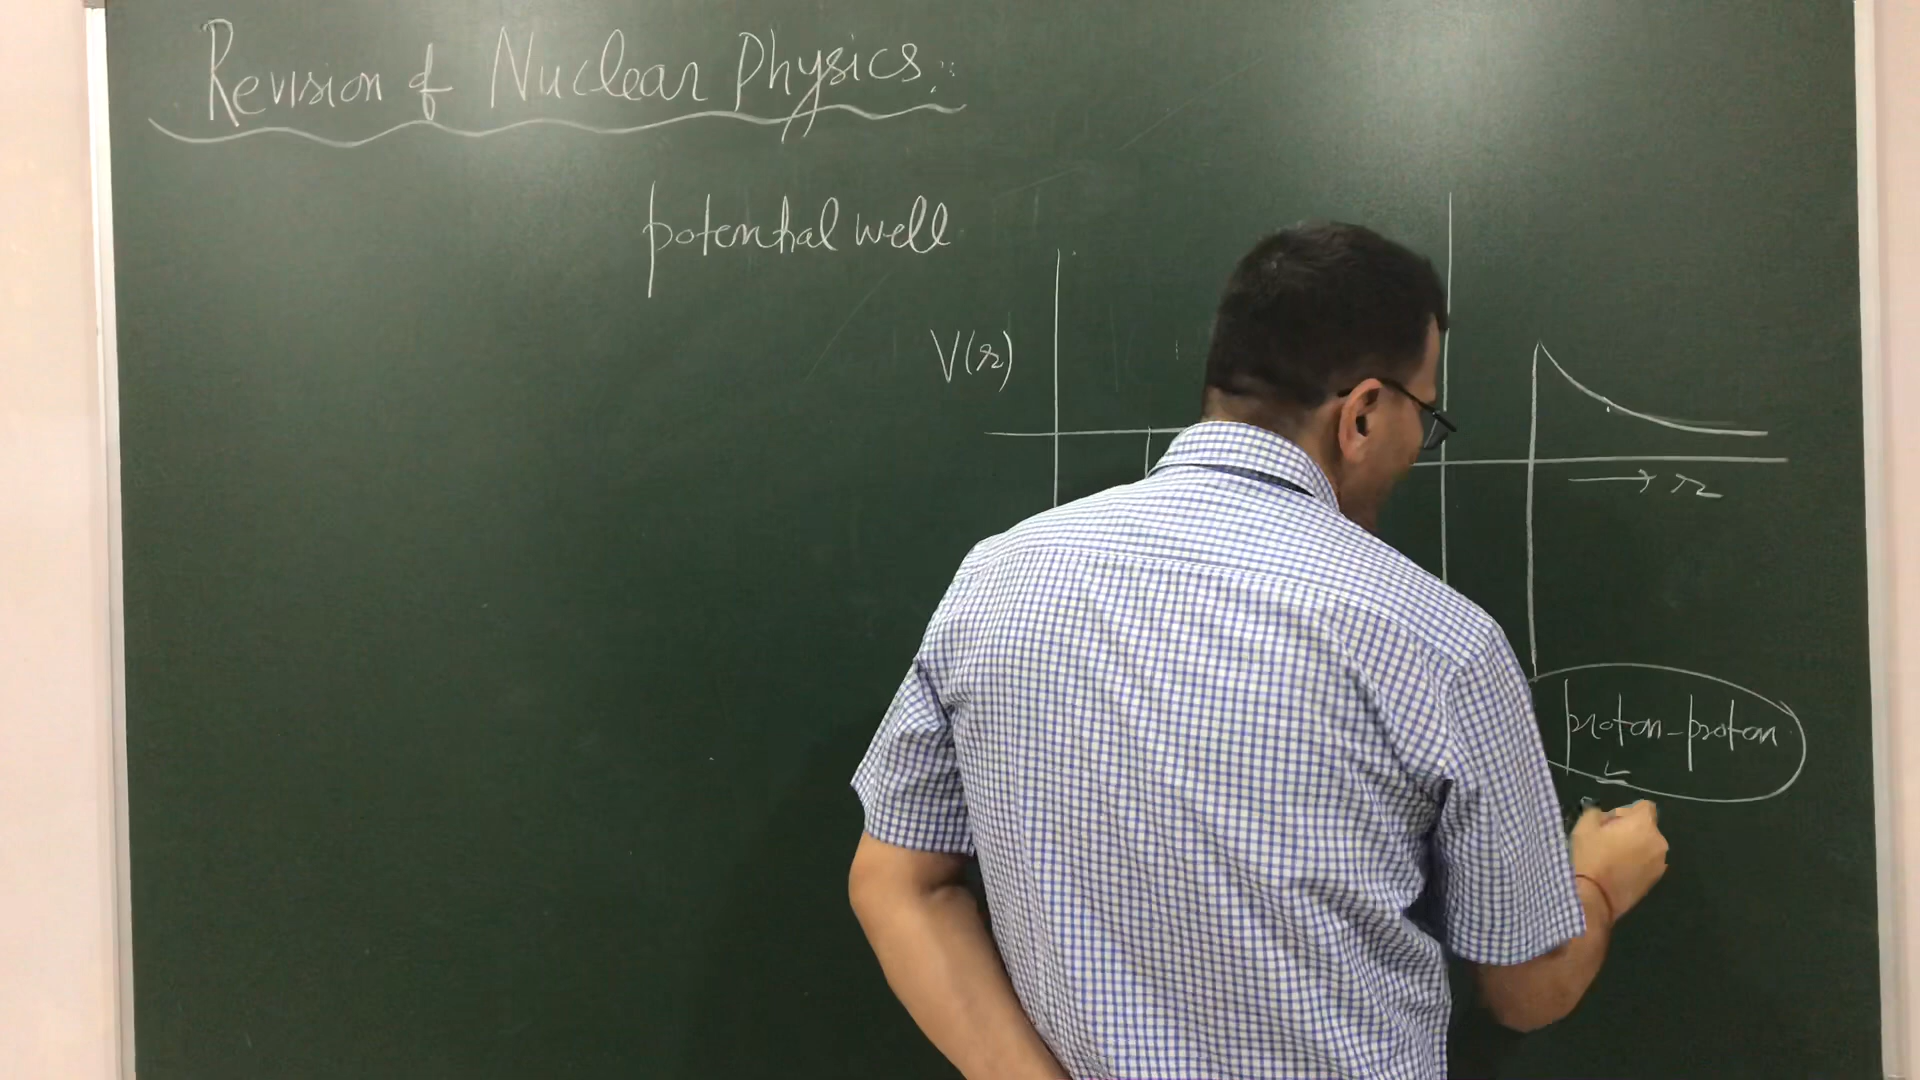 Revision of Nuclear Physics:
potential well
V(r)
→ r
proton-proton